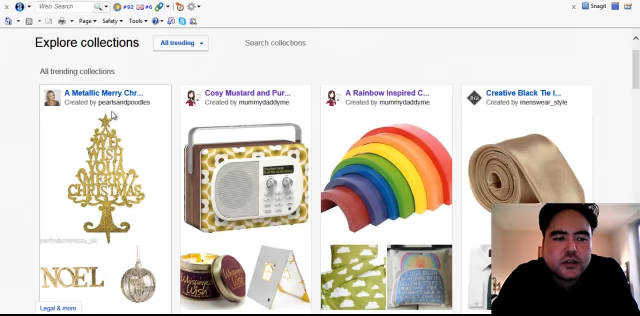 x Web Search #92 #6 x Snagit
Page Safety Tools
Explore collections All trending Search collections
All trending collections
A Metallic Merry Chr...
Created by pearlsandpoodles
Cosy Mustard and Pur...
Created by mummydaddyme
A Rainbow Inspired C...
Created by mummydaddyme
Creative Black Tie I...
Created by menswear_style
WE
WISH
MERRY
CHRISTMAS
NOEL
Wish
Legal & more